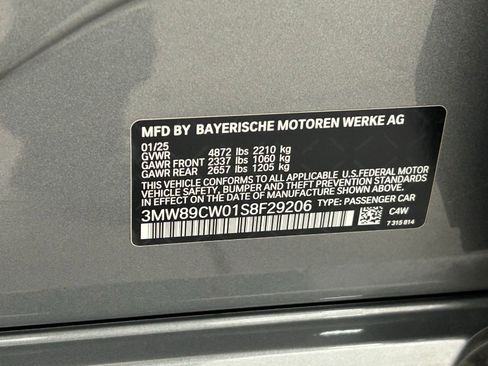 MFD BY BAYERISCHE MOTOREN WERKE AG
01/25
GVWR 4872 lbs 2210 kg
GAWR FRONT 2337 lbs 1060 kg
GAWR REAR 2657 lbs 1205 kg
THIS VEHICLE CONFORMS TO ALL APPLICABLE U.S.FEDERAL MOTOR
VEHICLE SAFETY, BUMPER, AND THEFT PREVENTION STANDARDS
IN EFFECT ON THE DATE OF MANUFACTURE SHOWN ABOVE.
3MW89CW01S8F29206 TYPE: PASSENGER CAR
C4W
7 315 814